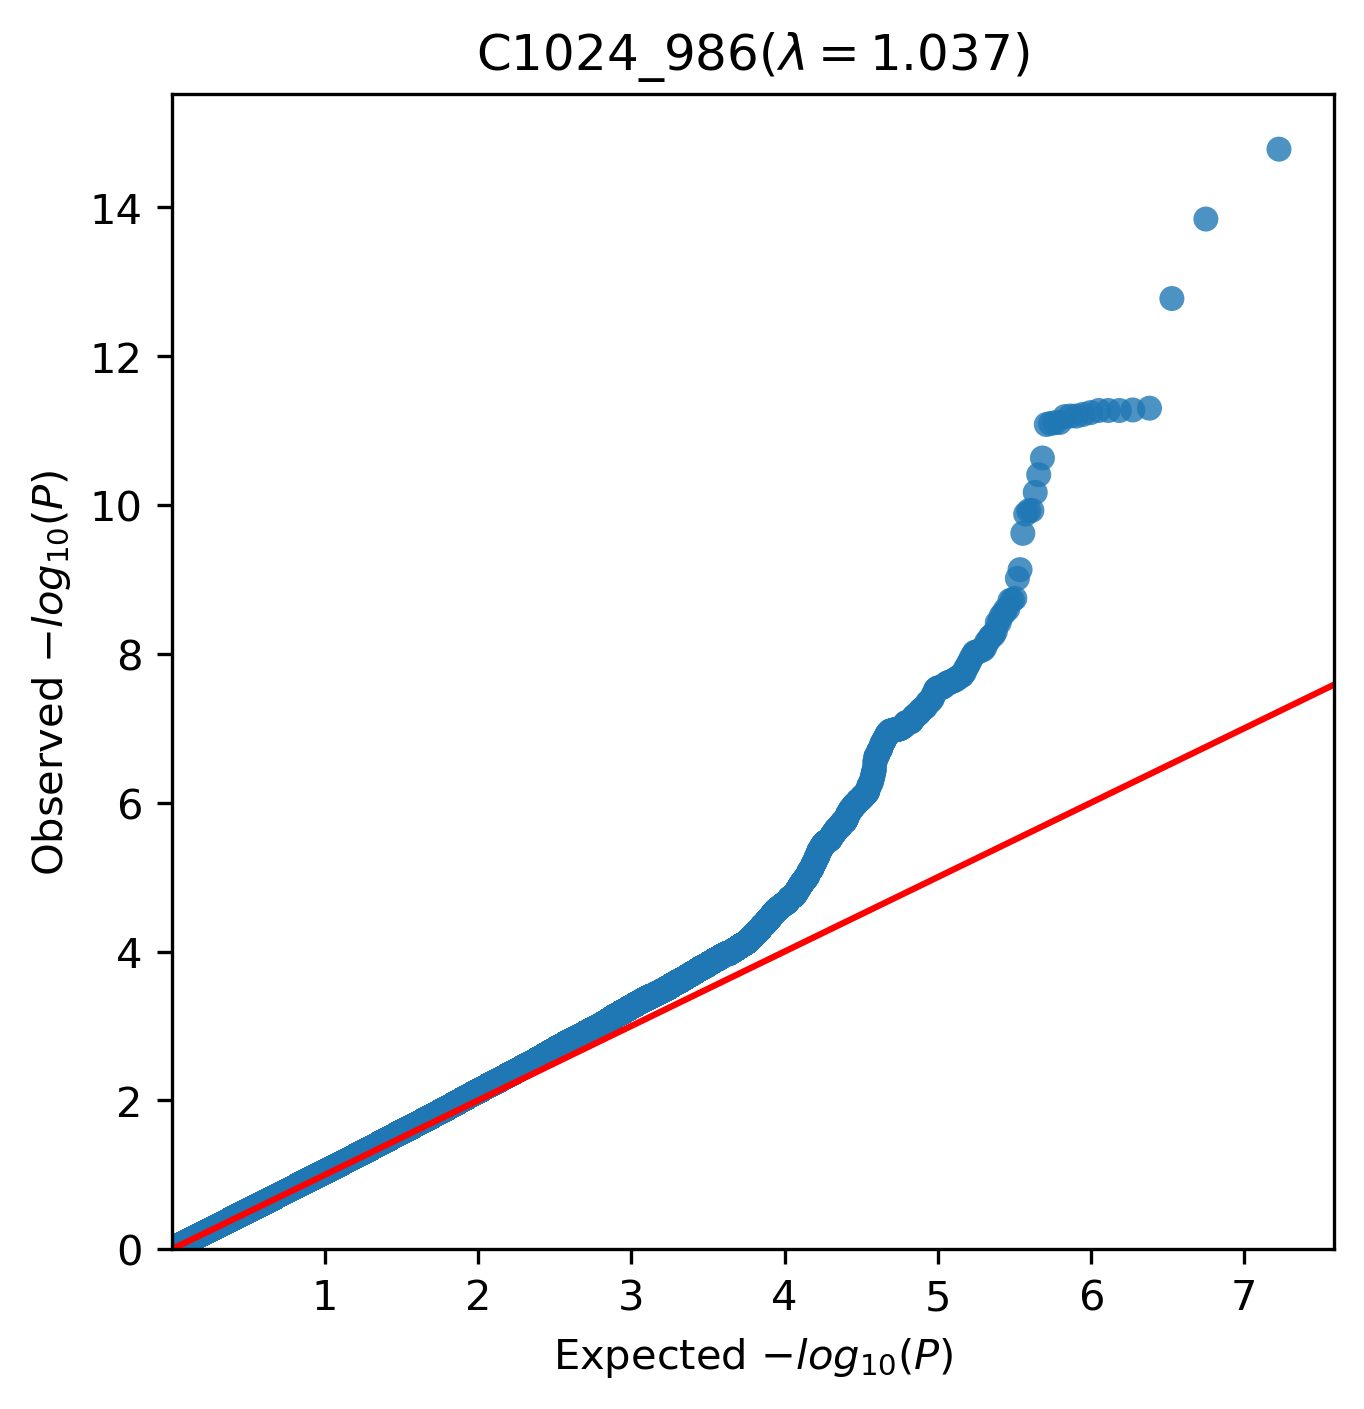 C1024_986(λ = 1.037)
14
12
10
8
6
4
2
0
Observed −log₁₀(P)
1 2 3 4 5 6 7
Expected −log₁₀(P)